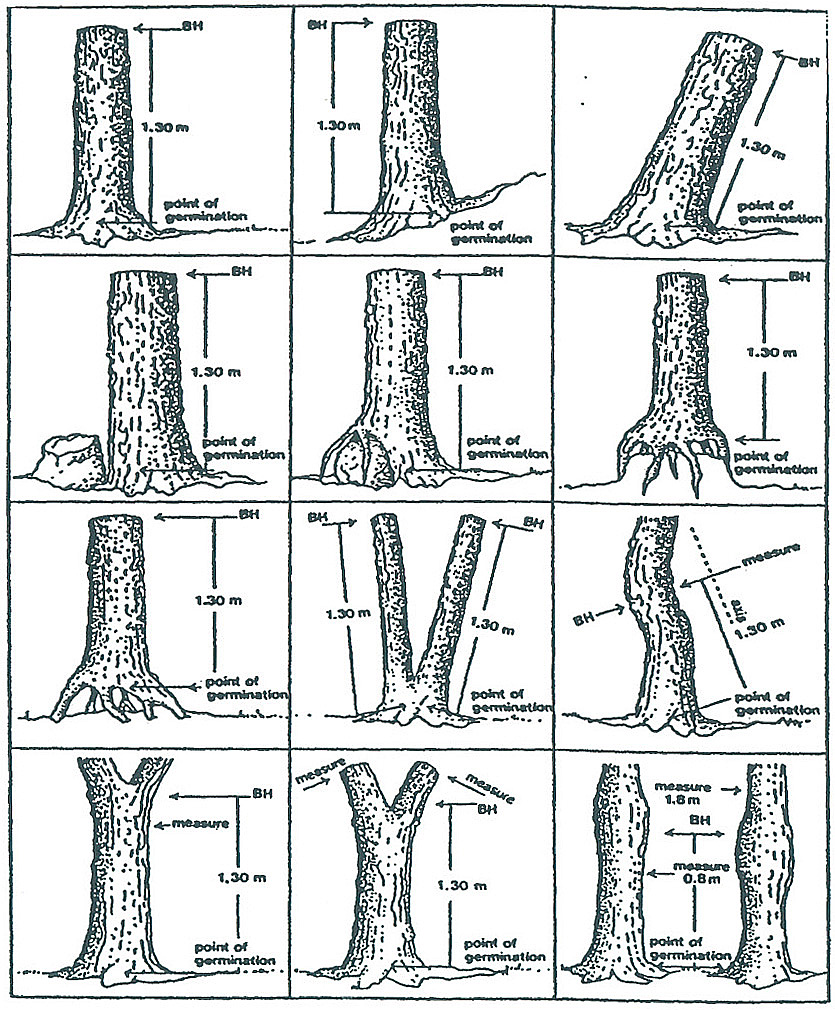 BH
1.30 m
point of
germination
BH
1.30 m
point of
germination
BH
1.30 m
point of
germination
BH
1.30 m
point of
germination
BH
1.30 m
point of
germination
BH
1.30 m
point of
germination
BH
1.30 m
point of
germination
BH
BH
1.30 m
1.30 m
point of
germination
measure
BH
axis
1.30 m
point of
germination
BH
measure
1.30 m
point of
germination
measure
measure
BH
1.30 m
point of
germination
measure
1.8 m
BH
measure
0.8 m
point of
germination